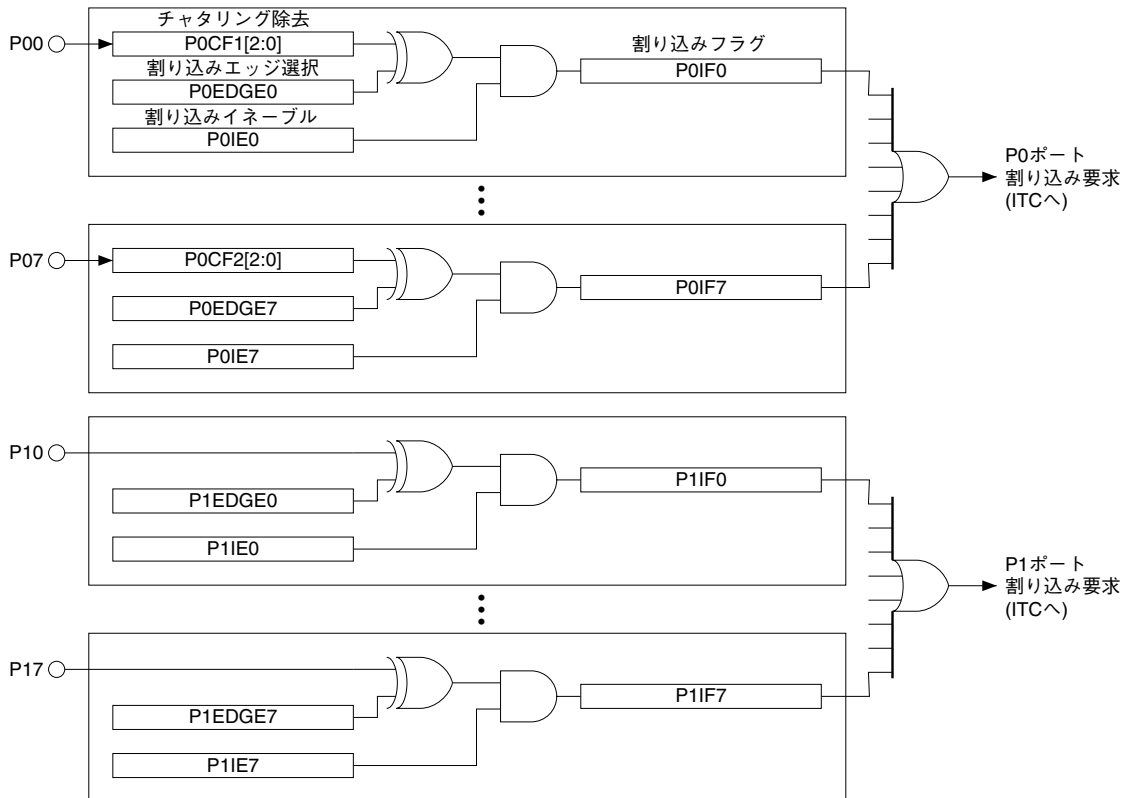 チャタリング除去
P00
P0CF1[2:0]
割り込みフラグ
割り込みエッジ選択
P0EDGE0
P0IF0
割り込みイネーブル
P0IE0
P0ポート
割り込み要求
(ITCへ)
P07
P0CF2[2:0]
P0EDGE7
P0IF7
P0IE7
P10
P1EDGE0
P1IF0
P1IE0
P1ポート
割り込み要求
(ITCへ)
P17
P1EDGE7
P1IF7
P1IE7